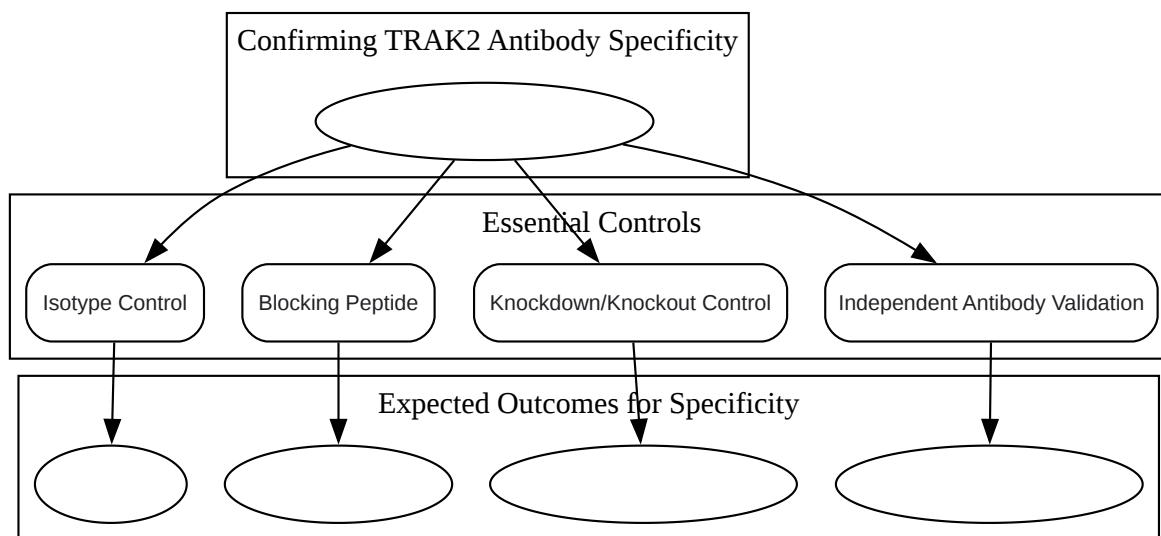 Confirming TRAK2 Antibody Specificity
Essential Controls
Isotype Control
Blocking Peptide
Knockdown/Knockout Control
Independent Antibody Validation
Expected Outcomes for Specificity